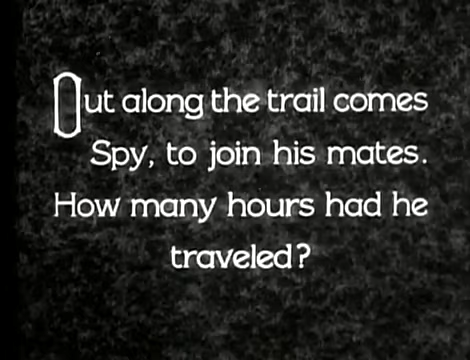 Out along the trail comes
Spy, to join his mates.
How many hours had he
traveled?